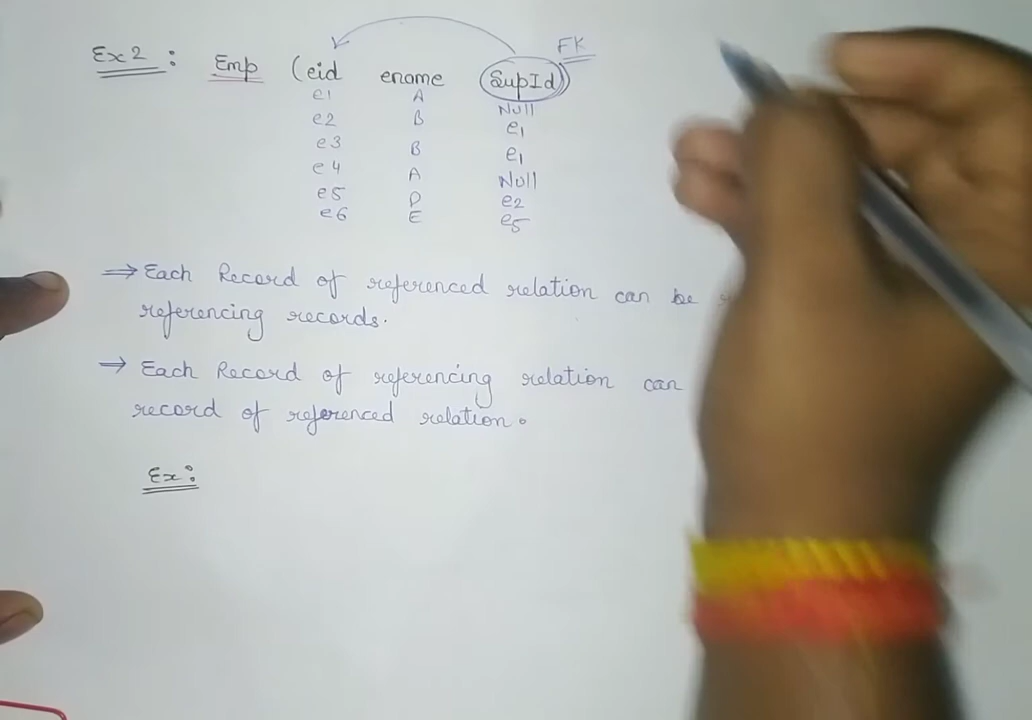 FK
Ex2 : Emp (eid ename SupId)
e1 A Null
e2 B e1
e3 B e1
e4 A Null
e5 D e2
e6 E e5
⇒ Each Record of referenced relation can be
referencing records.
⇒ Each Record of referencing relation can
record of referenced relation.
Ex: